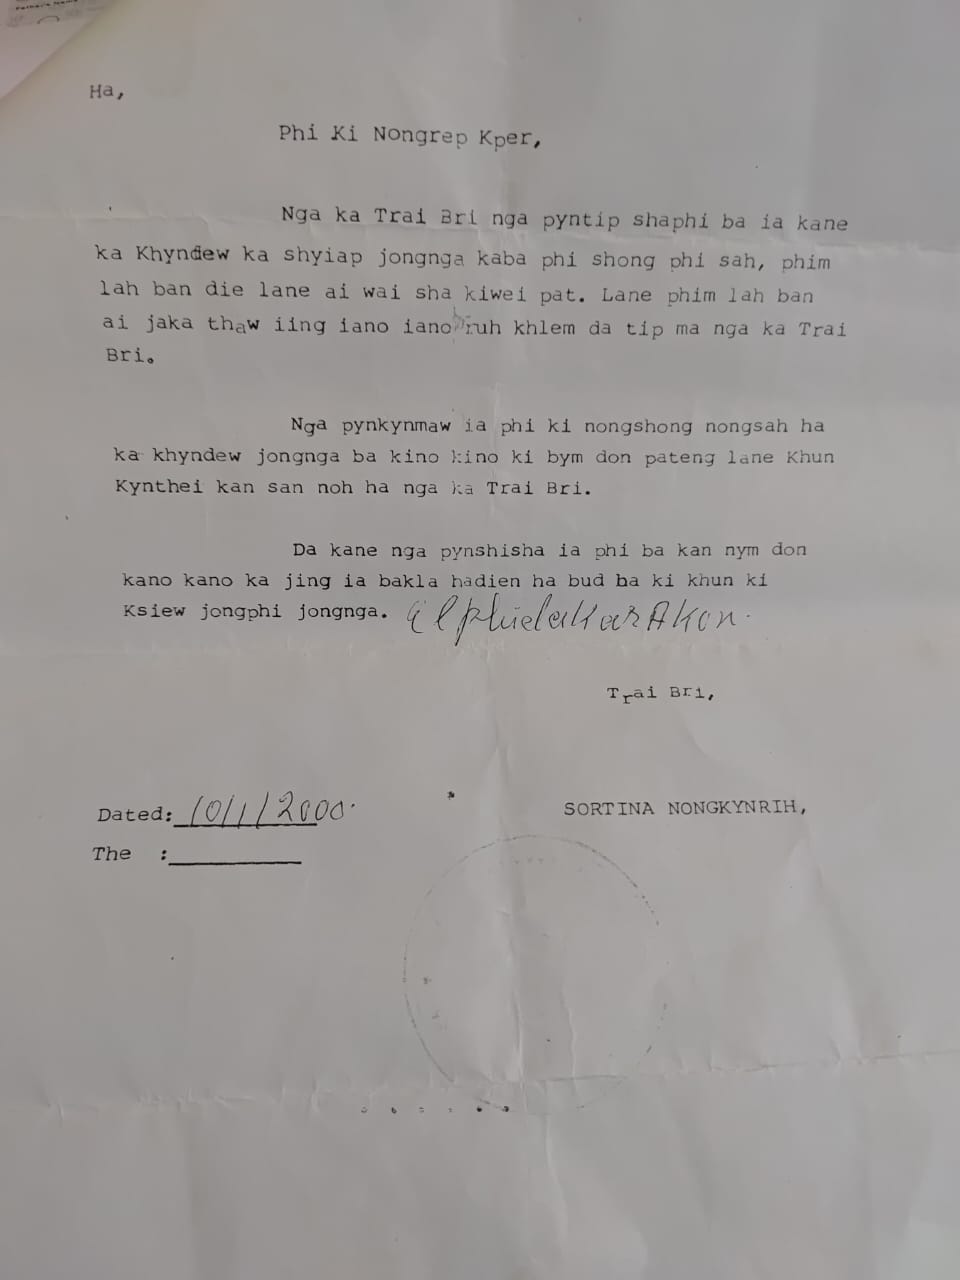 Ha,
Phi Ki Nongrep Kper,
Nga ka Trai Bri nga pyntip shaphi ba ia kane
ka Khyndew ka shyiap jongnga kaba phi shong phi sah, phim
lah ban die lane ai wai sha kiwei pat. Lane phim lah ban
ai jaka thaw iing iano iano ruh khlem da tip ma nga ka Trai
Bri.
Nga pynkynmaw ia phi ki nongshong nongsah ha
ka khyndew jongnga ba kino kino ki bym don pateng lane Khun
Kynthei kan san noh ha nga ka Trai Bri.
Da kane nga pynshisha ia phi ba kan nym don
kano kano ka jing ia bakla hadien ha bud ba ki khun ki
Ksiew jongphi jongnga.
Trai Bri,
Dated: 10/1/2000.
SORTINA NONGKYNRIH,
The :